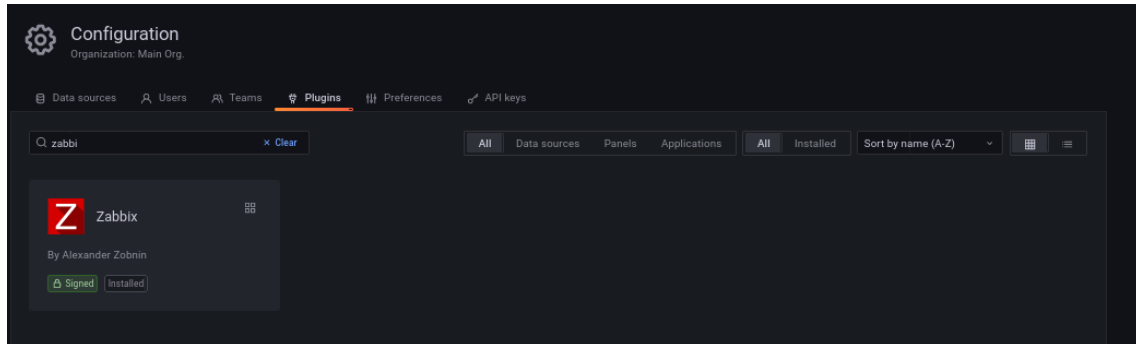 Configuration
Organization: Main Org.
Data sources Users Teams Plugins Preferences API keys
zabbi × Clear All Data sources Panels Applications All Installed Sort by name (A-Z)
Z Zabbix
By Alexander Zobnin
Signed Installed